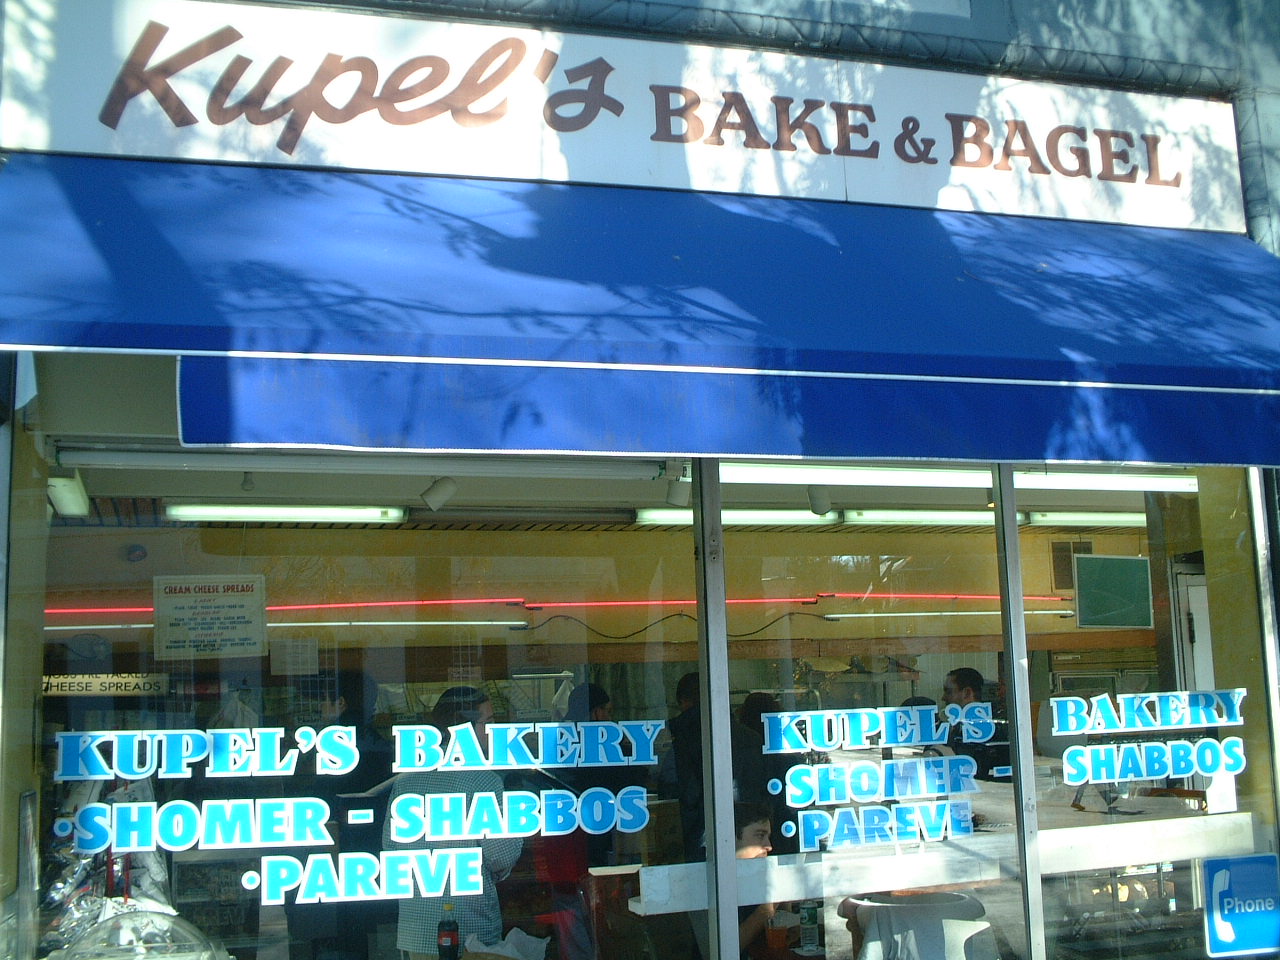 Kupel's BAKE & BAGEL
CREAM CHEESE SPREADS
CHEESE SPREADS
KUPEL'S BAKERY
·SHOMER - SHABBOS
·PAREVE
KUPEL'S BAKERY
·SHOMER - SHABBOS
·PAREVE
Phone